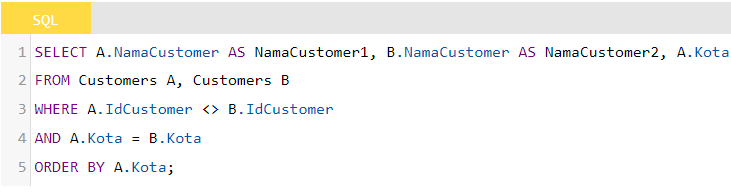 SQL
1 SELECT A.NamaCustomer AS NamaCustomer1, B.NamaCustomer AS NamaCustomer2, A.Kota
2 FROM Customers A, Customers B
3 WHERE A.IdCustomer <> B.IdCustomer
4 AND A.Kota = B.Kota
5 ORDER BY A.Kota;